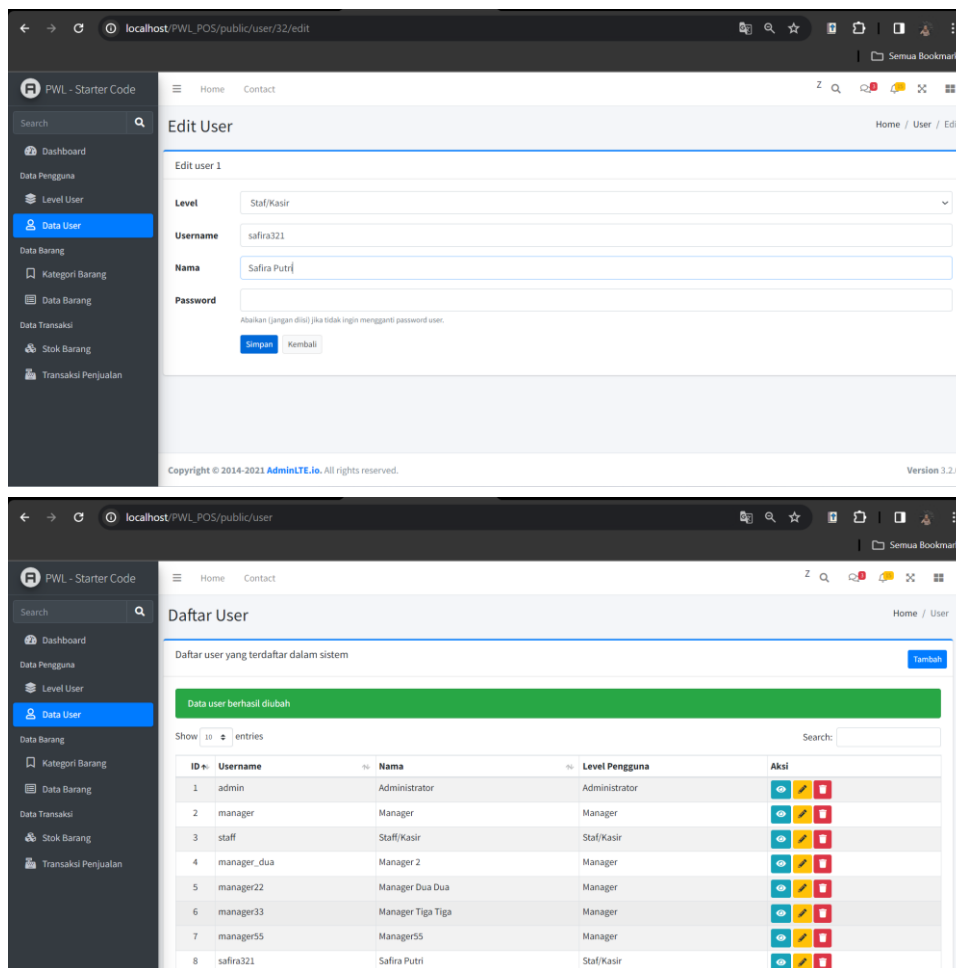 localhost/PWL_POS/public/user/32/edit
Semua Bookmar
PWL - Starter Code
Home Contact
Z
Search
Edit User
Home / User / Edi
Dashboard
Data Pengguna
Edit user 1
Level User
Level Staf/Kasir
Data User
Username safira321
Data Barang
Kategori Barang
Nama Safira Putri
Data Barang
Password
Data Transaksi
Abaikan (jangan diisi) jika tidak ingin mengganti password user.
Stok Barang
Simpan Kembali
Transaksi Penjualan
Copyright © 2014-2021 AdminLTE.io. All rights reserved.
Version 3.2.
localhost/PWL_POS/public/user
Semua Bookmar
PWL - Starter Code
Home Contact
Z
Search
Daftar User
Home / User
Dashboard
Data Pengguna
Daftar user yang terdaftar dalam sistem
Tambah
Level User
Data User
Data user berhasil diubah
Data Barang
Show 10 entries
Search:
Kategori Barang
Data Barang
Data Transaksi
Stok Barang
Transaksi Penjualan
ID Username Nama Level Pengguna Aksi
1 admin Administrator Administrator
2 manager Manager Manager
3 staff Staff/Kasir Staf/Kasir
4 manager_dua Manager 2 Manager
5 manager22 Manager Dua Dua Manager
6 manager33 Manager Tiga Tiga Manager
7 manager55 Manager55 Manager
8 safira321 Safira Putri Staf/Kasir